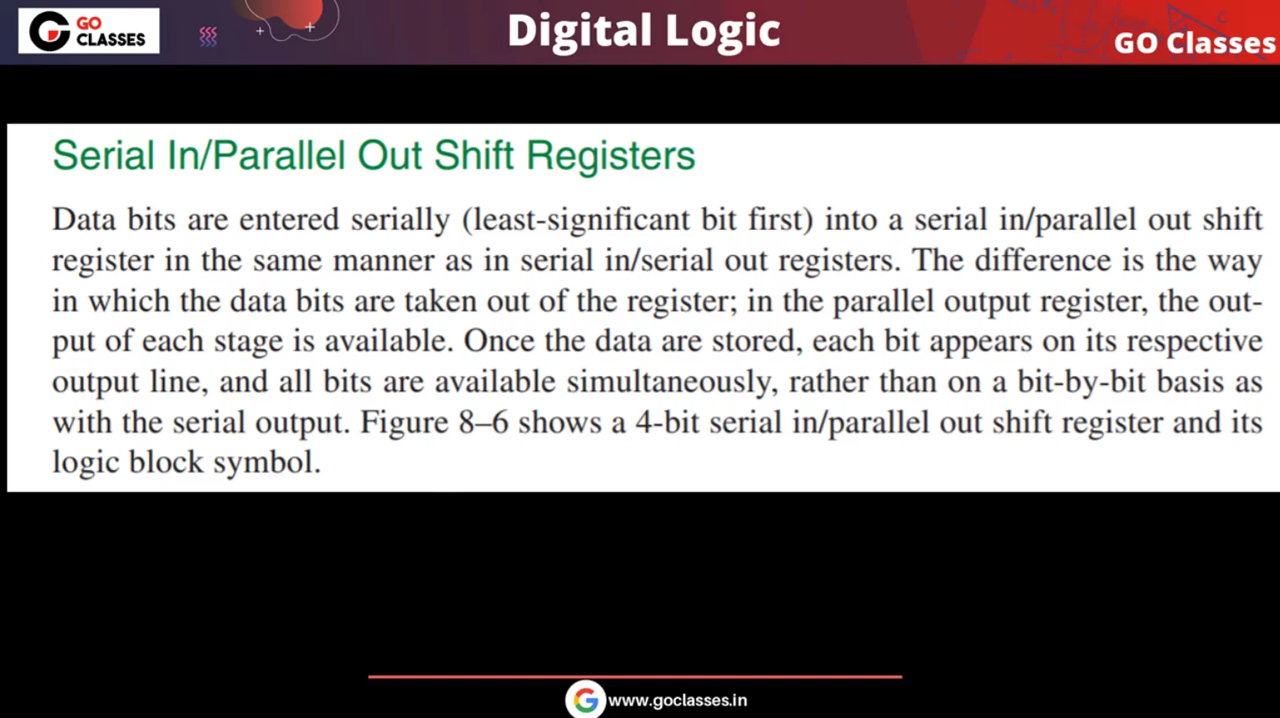 GO
CLASSES
Digital Logic
GO Classes
Serial In/Parallel Out Shift Registers
Data bits are entered serially (least-significant bit first) into a serial in/parallel out shift
register in the same manner as in serial in/serial out registers. The difference is the way
in which the data bits are taken out of the register; in the parallel output register, the out-
put of each stage is available. Once the data are stored, each bit appears on its respective
output line, and all bits are available simultaneously, rather than on a bit-by-bit basis as
with the serial output. Figure 8–6 shows a 4-bit serial in/parallel out shift register and its
logic block symbol.
www.goclasses.in